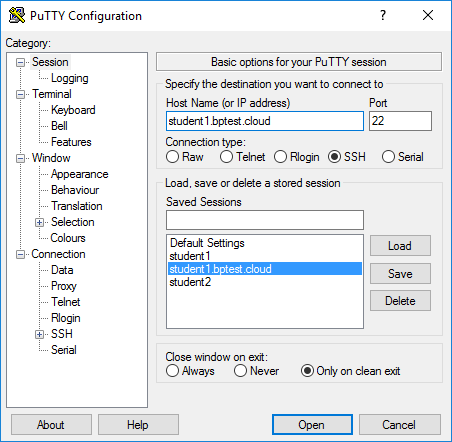 PuTTY Configuration
?
Category:
Session
Logging
Terminal
Keyboard
Bell
Features
Window
Appearance
Behaviour
Translation
Selection
Colours
Connection
Data
Proxy
Telnet
Rlogin
SSH
Serial
Basic options for your PuTTY session
Specify the destination you want to connect to
Host Name (or IP address) Port
student1.bptest.cloud 22
Connection type:
Raw Telnet Rlogin SSH Serial
Load, save or delete a stored session
Saved Sessions
Default Settings
student1
student1.bptest.cloud
student2
Load
Save
Delete
Close window on exit:
Always Never Only on clean exit
About Help Open Cancel